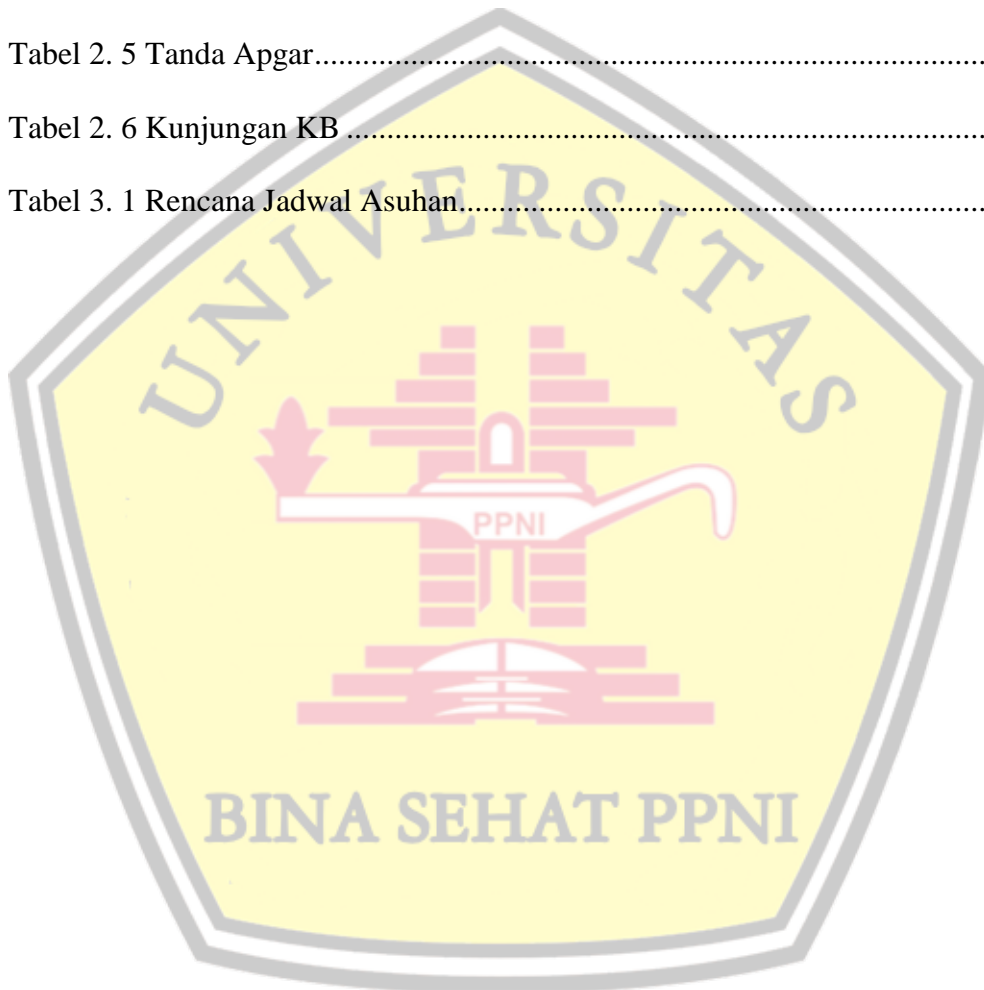 Tabel 2. 5 Tanda Apgar........................................................................................
Tabel 2. 6 Kunjungan KB ....................................................................................
Tabel 3. 1 Rencana Jadwal Asuhan......................................................................
UNIVERSITAS
PPNI
BINA SEHAT PPNI